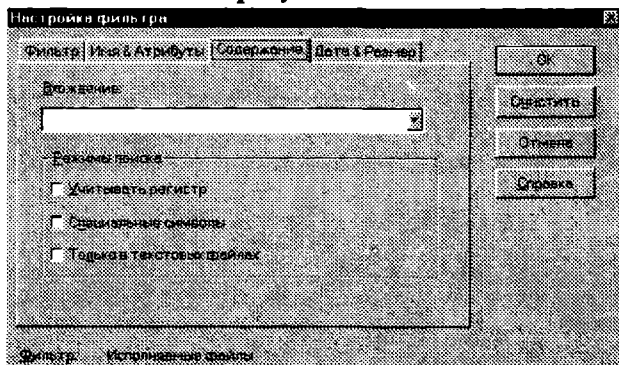 Настройка фильтра
Фильтр Имя & Атрибуты Содержание Дата & Размер
Вхождение:
Режимы поиска
Учитывать регистр
Специальные символы
Только в текстовых файлах
OK
Очистить
Отмена
Справка
Фильтр: Исполняемые файлы